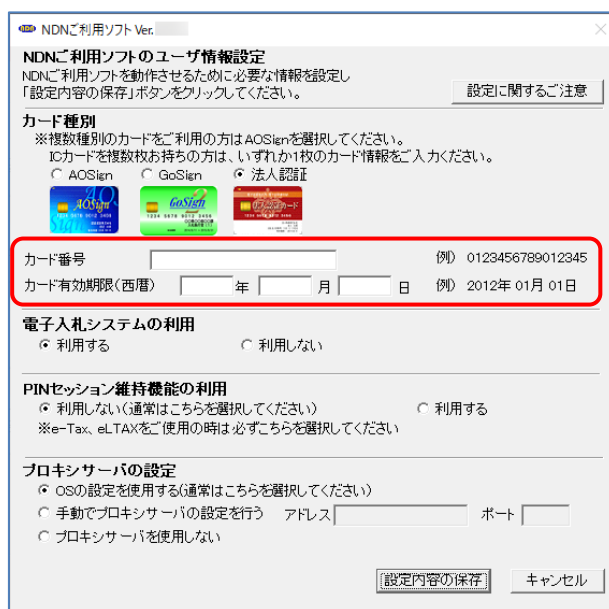 NDNご利用ソフト Ver.
NDNご利用ソフトのユーザ情報設定
NDNご利用ソフトを動作させるために必要な情報を設定し
「設定内容の保存」ボタンをクリックしてください。
設定に関するご注意
カード種別
※複数種別のカードをご利用の方はAOSignを選択してください。
ICカードを複数枚お持ちの方は、いずれか1枚のカード情報をご入力ください。
AOSign GoSign 法人認証
AOSign GoSign
カード番号 例) 0123456789012345
カード有効期限(西暦) 年 月 日 例) 2012年 01月 01日
電子入札システムの利用
利用する 利用しない
PINセッション維持機能の利用
利用しない(通常はこちらを選択してください) 利用する
※e-Tax、eLTAXをご使用の時は必ずこちらを選択してください
プロキシサーバの設定
OSの設定を使用する(通常はこちらを選択してください)
手動でプロキシサーバの設定を行う アドレス ポート
プロキシサーバを使用しない
設定内容の保存 キャンセル